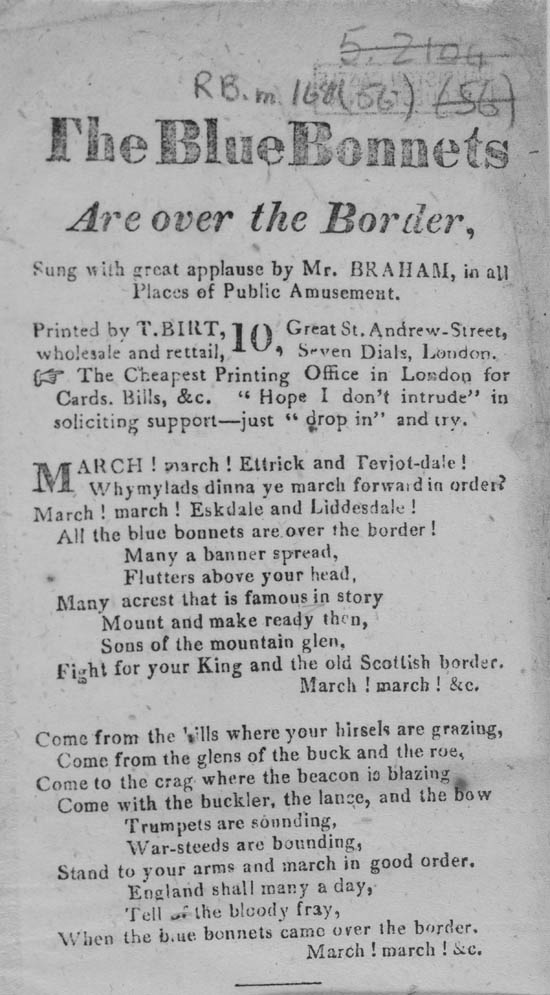 5. 2104
RB.m.168(56) (56)
The Blue Bonnets
Are over the Border,
Sung with great applause by Mr. BRAHAM, in all
Places of Public Amusement.
Printed by T. BIRT, 10, Great St. Andrew-Street,
wholesale and rettail, Seven Dials, London.
☞ The Cheapest Printing Office in London for
Cards. Bills, &c. “ Hope I don't intrude” in
soliciting support—just “ drop in” and try.
MARCH ! march ! Ettrick and Teviot-dale !
Whymylads dinna ye march forward in order?
March ! march ! Eskdale and Liddesdale !
All the blue bonnets are over the border !
Many a banner spread,
Flutters above your head,
Many acrest that is famous in story
Mount and make ready then,
Sons of the mountain glen,
Fight for your King and the old Scottish border.
March ! march ! &c.
Come from the hills where your hirsels are grazing,
Come from the glens of the buck and the roe,
Come to the crag where the beacon is blazing
Come with the buckler, the lance, and the bow
Trumpets are sounding,
War-steeds are bounding,
Stand to your arms and march in good order.
England shall many a day,
Tell of the bloody fray,
When the blue bonnets came over the border.
March ! march ! &c.